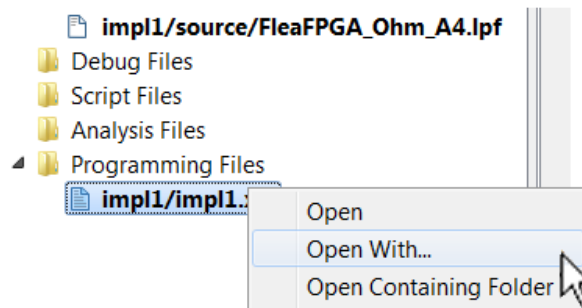 impl1/source/FleaFPGA_Ohm_A4.lpf
Debug Files
Script Files
Analysis Files
Programming Files
impl1/impl1.x
Open
Open With...
Open Containing Folder